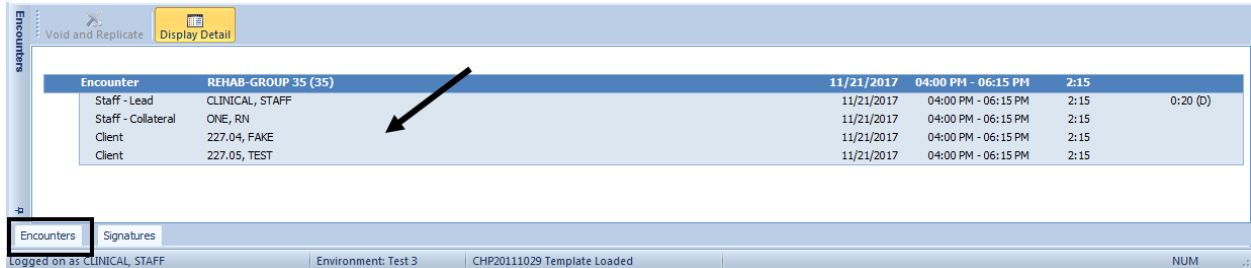 Encounters
Void and Replicate Display Detail
Encounter REHAB-GROUP 35 (35) 11/21/2017 04:00 PM - 06:15 PM 2:15
Staff - Lead CLINICAL, STAFF 11/21/2017 04:00 PM - 06:15 PM 2:15 0:20 (D)
Staff - Collateral ONE, RN 11/21/2017 04:00 PM - 06:15 PM 2:15
Client 227.04, FAKE 11/21/2017 04:00 PM - 06:15 PM 2:15
Client 227.05, TEST 11/21/2017 04:00 PM - 06:15 PM 2:15
Encounters Signatures
Logged on as CLINICAL, STAFF Environment: Test 3 CHP20111029 Template Loaded NUM